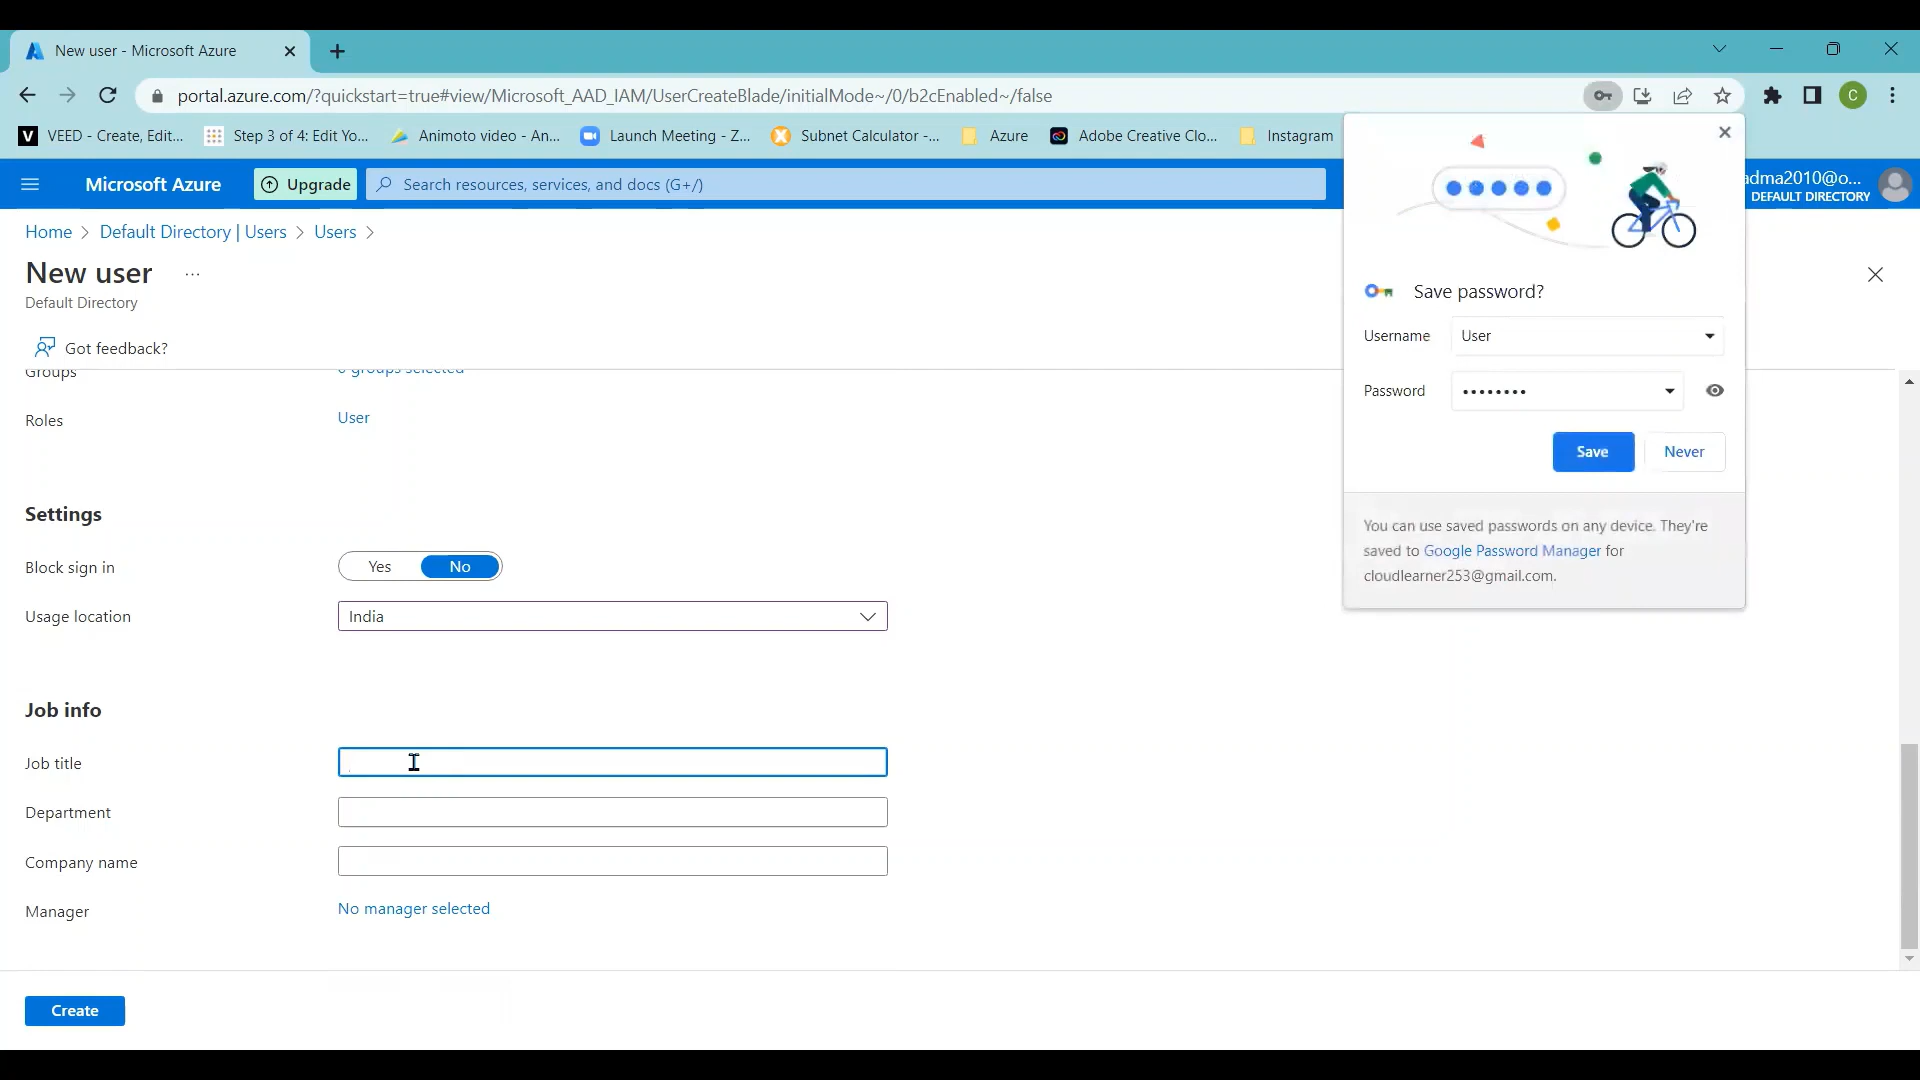 New user - Microsoft Azure
portal.azure.com/?quickstart=true#view/Microsoft_AAD_IAM/UserCreateBlade/initialMode~/0/b2cEnabled~/false
C
V VEED - Create, Edit... Step 3 of 4: Edit Yo... Animoto video - An... Launch Meeting - Z... Subnet Calculator -... Azure Adobe Creative Clo... Instagram
Microsoft Azure Upgrade Search resources, services, and docs (G+/) adma2010@o...
DEFAULT DIRECTORY
Home > Default Directory | Users > Users >
New user ...
Default Directory
Got feedback?
Groups 0 groups selected
Roles User
Settings
Block sign in Yes No
Usage location India
Job info
Job title
Department
Company name
Manager No manager selected
Create
Save password?
Username User
Password ••••••••
Save Never
You can use saved passwords on any device. They're
saved to Google Password Manager for
cloudlearner253@gmail.com.